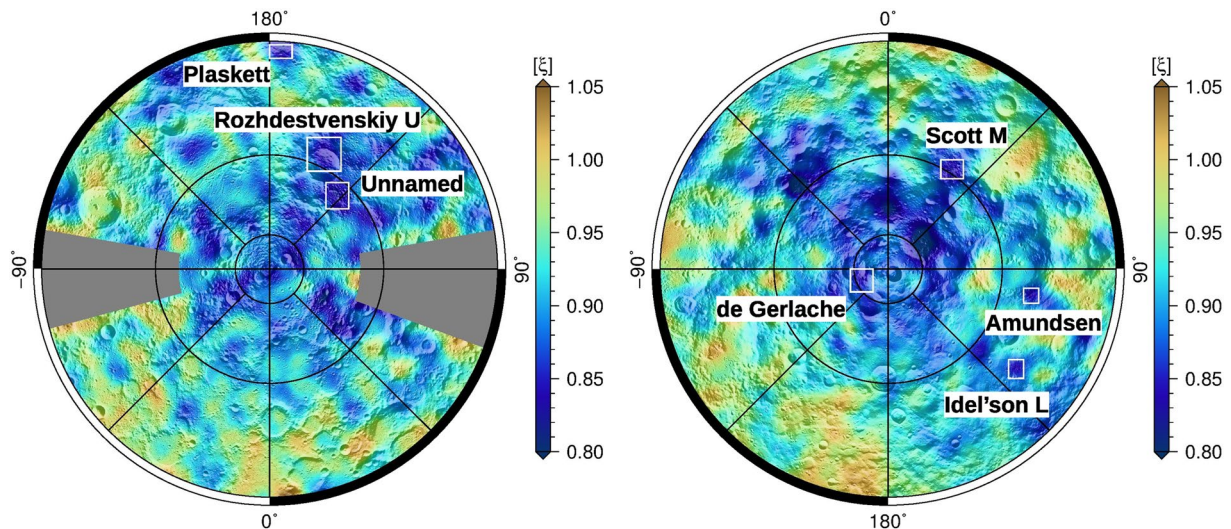 180°
[ξ]
Plaskett
1.05
Rozhdestvenskiy U
1.00
Unnamed
0.95
−90°
90°
0.90
0.85
0.80
0°
0°
[ξ]
1.05
Scott M
1.00
0.95
−90°
90°
0.90
de Gerlache
Amundsen
0.85
Idel'son L
0.80
180°